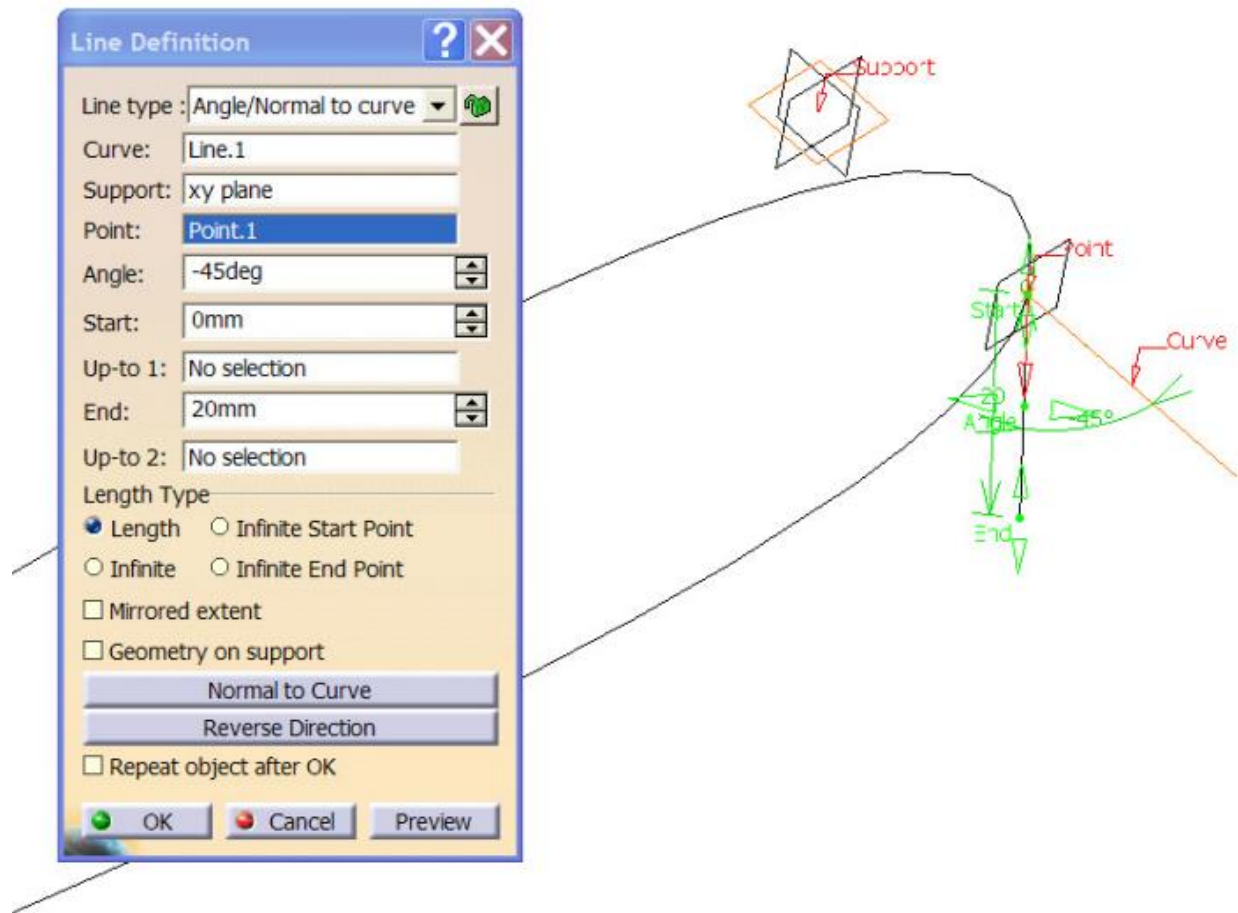 Line Definition
Line type : Angle/Normal to curve
Curve: Line.1
Support: xy plane
Point: Point.1
Angle: -45deg
Start: 0mm
Up-to 1: No selection
End: 20mm
Up-to 2: No selection
Length Type
Length Infinite Start Point
Infinite Infinite End Point
Mirrored extent
Geometry on support
Normal to Curve
Reverse Direction
Repeat object after OK
OK Cancel Preview
Support
Point
Start
Curve
20
Angle
-45°
End